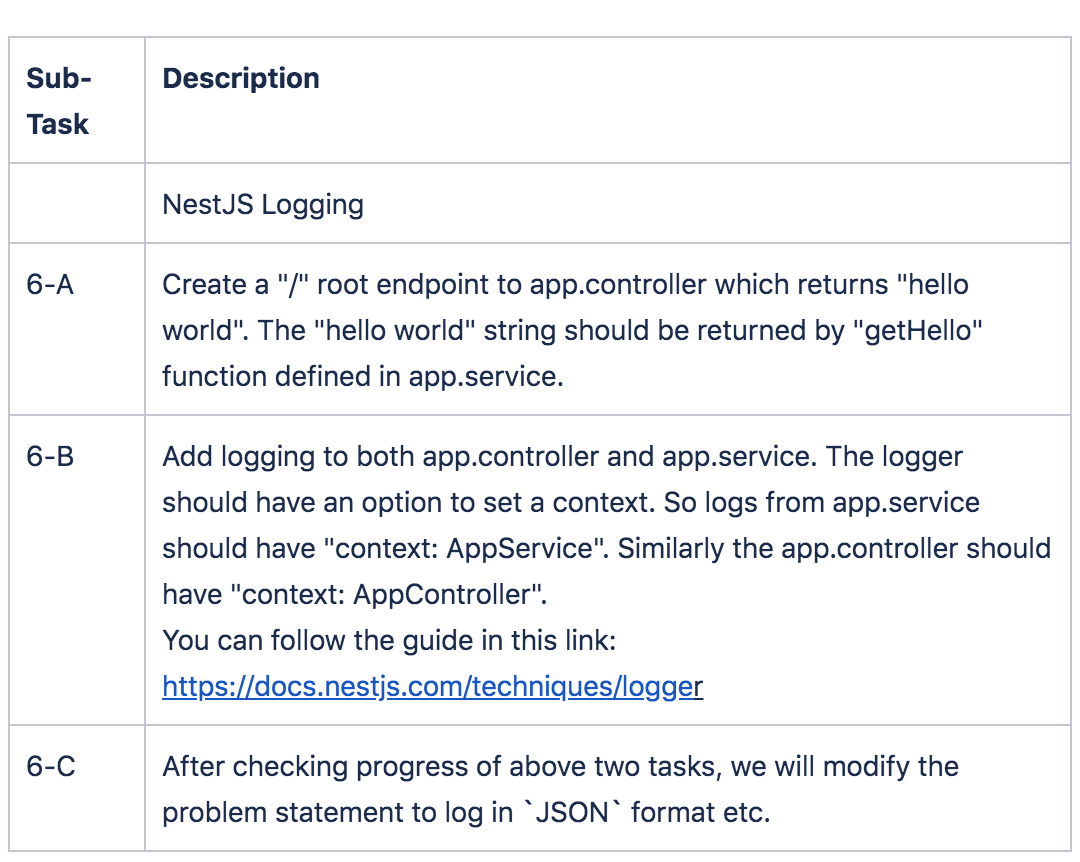 Sub-
Task
Description
NestJS Logging
6-A
Create a "/" root endpoint to app.controller which returns "hello
world". The "hello world" string should be returned by "getHello"
function defined in app.service.
6-B
Add logging to both app.controller and app.service. The logger
should have an option to set a context. So logs from app.service
should have "context: AppService". Similarly the app.controller should
have "context: AppController".
You can follow the guide in this link:
https://docs.nestjs.com/techniques/logger
6-C
After checking progress of above two tasks, we will modify the
problem statement to log in `JSON` format etc.